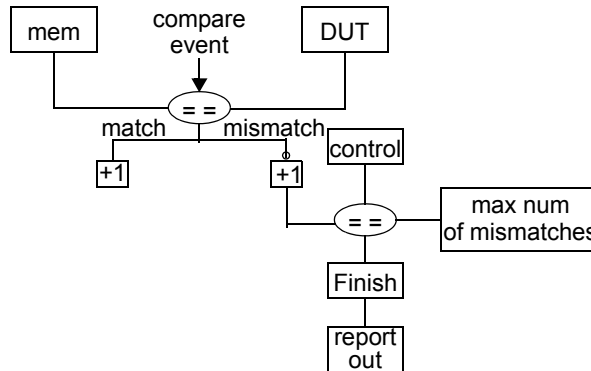 mem
compare
event
DUT
= =
match
mismatch
+1
+1
control
= =
max num
of mismatches
Finish
report
out